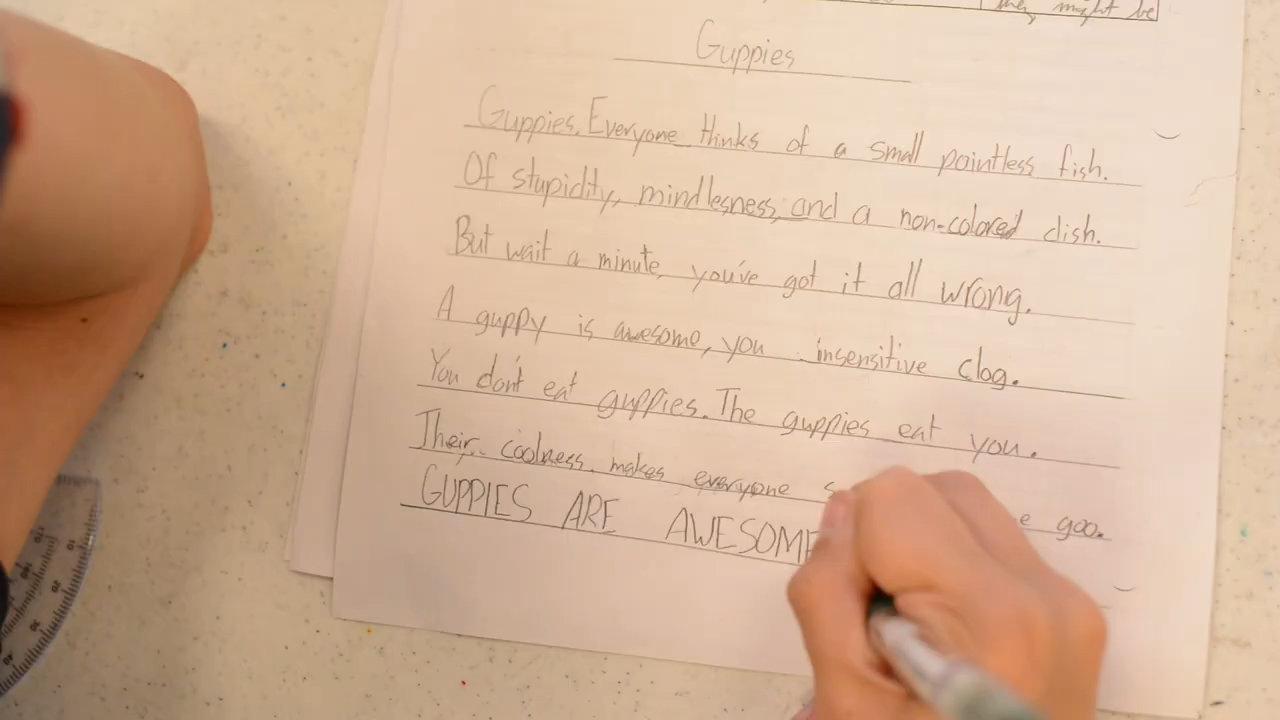 they might be
Guppies
Guppies. Everyone thinks of a small pointless fish.
Of stupidity, mindlesness, and a non-colored dish.
But wait a minute, you've got it all wrong.
A guppy is awesome, you insensitive clog.
You don't eat guppies. The guppies eat you.
Their coolness makes everyone goo.
GUPPIES ARE AWESOME